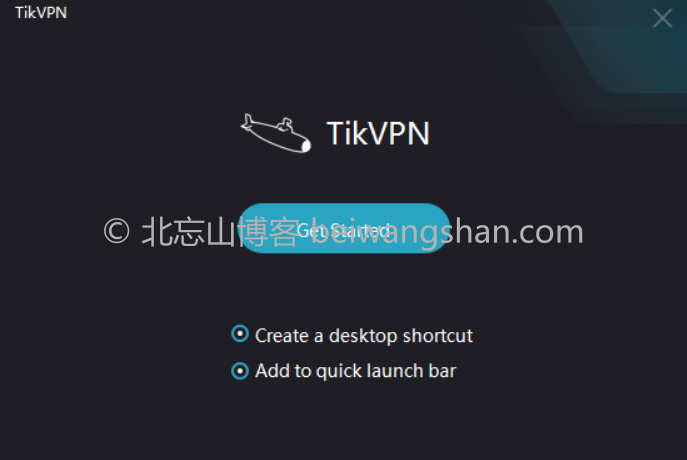 TikVPN
TikVPN
Get Started
© 北忘山博客 beiwangshan.com
Create a desktop shortcut
Add to quick launch bar